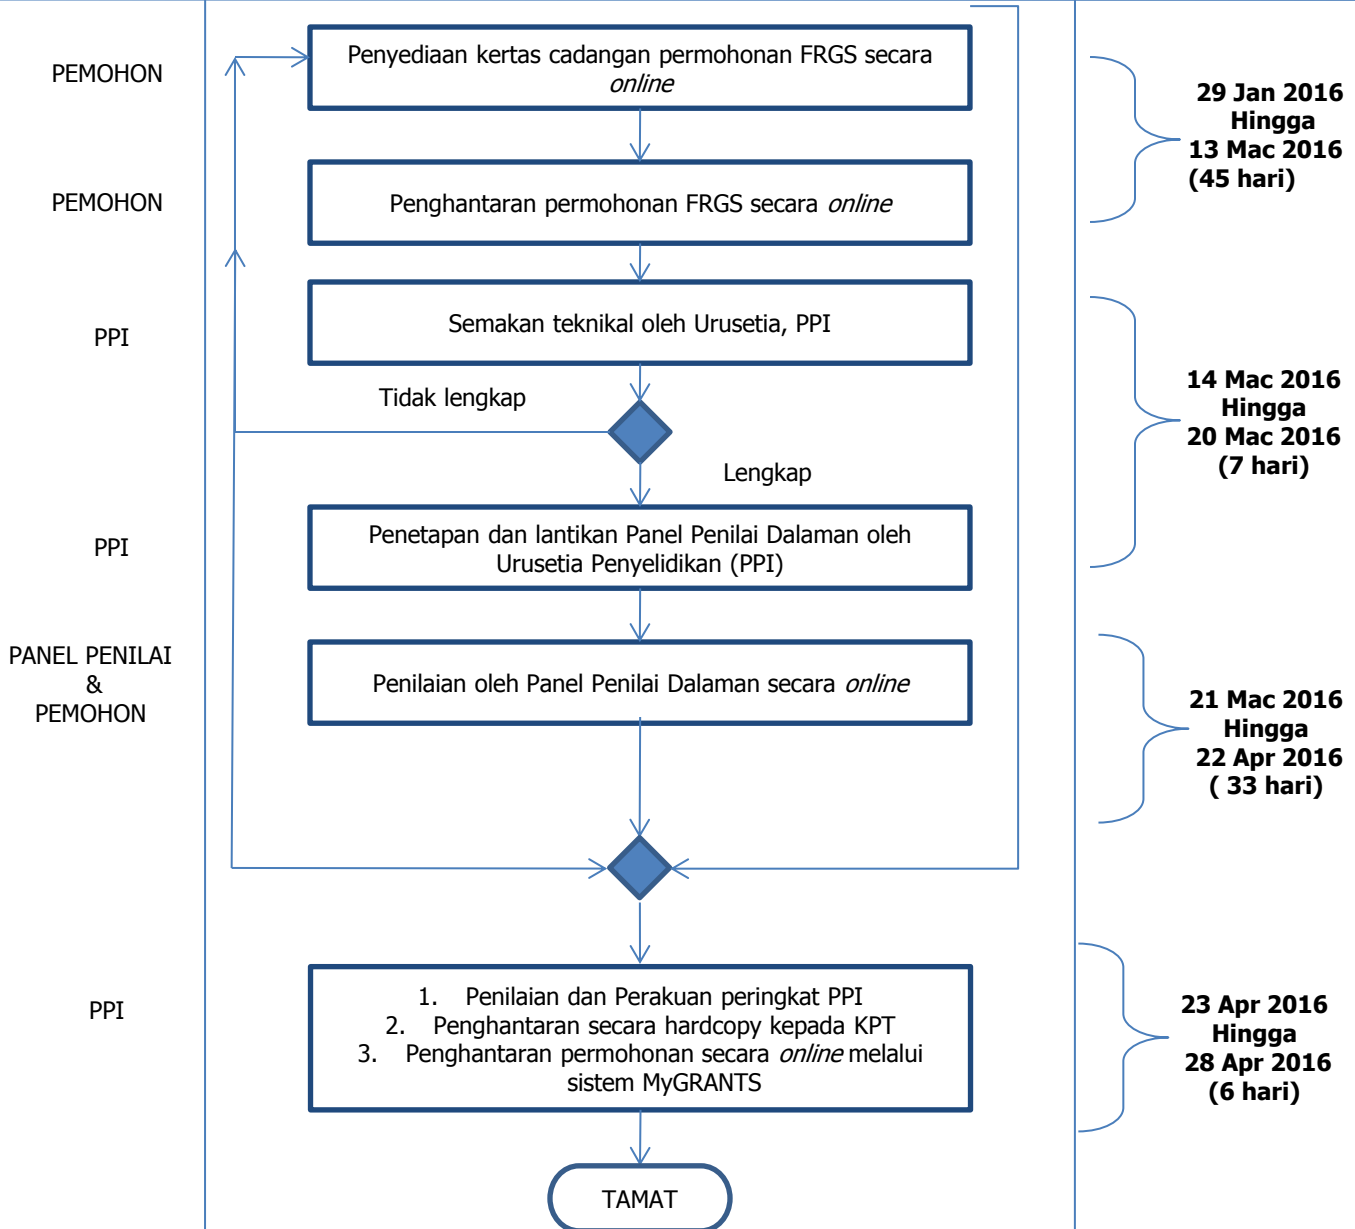 PEMOHON
Penyediaan kertas cadangan permohonan FRGS secara
online
29 Jan 2016
Hingga
13 Mac 2016
(45 hari)
PEMOHON
Penghantaran permohonan FRGS secara online
PPI
Semakan teknikal oleh Urusetia, PPI
Tidak lengkap
14 Mac 2016
Hingga
20 Mac 2016
(7 hari)
Lengkap
PPI
Penetapan dan lantikan Panel Penilai Dalaman oleh
Urusetia Penyelidikan (PPI)
PANEL PENILAI
&
PEMOHON
Penilaian oleh Panel Penilai Dalaman secara online
21 Mac 2016
Hingga
22 Apr 2016
( 33 hari)
PPI
1. Penilaian dan Perakuan peringkat PPI
2. Penghantaran secara hardcopy kepada KPT
3. Penghantaran permohonan secara online melalui
sistem MyGRANTS
23 Apr 2016
Hingga
28 Apr 2016
(6 hari)
TAMAT